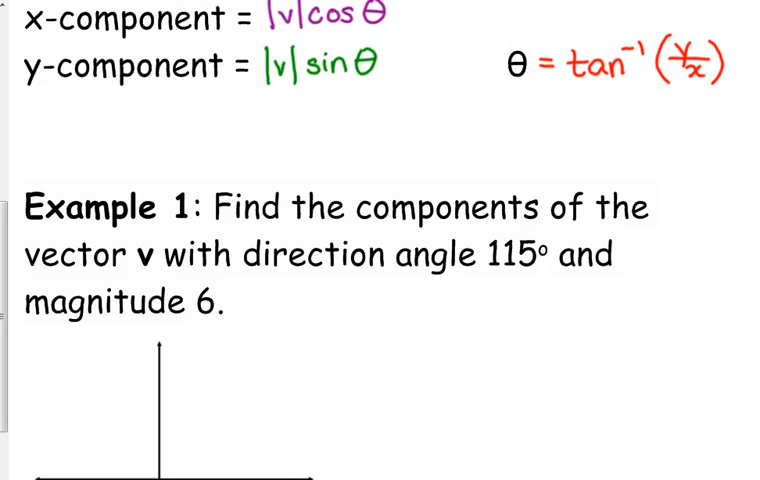 x-component = |v| cos θ
y-component = |v| sin θ
θ = tan⁻¹ (y/x)
Example 1: Find the components of the
vector v with direction angle 115º and
magnitude 6.